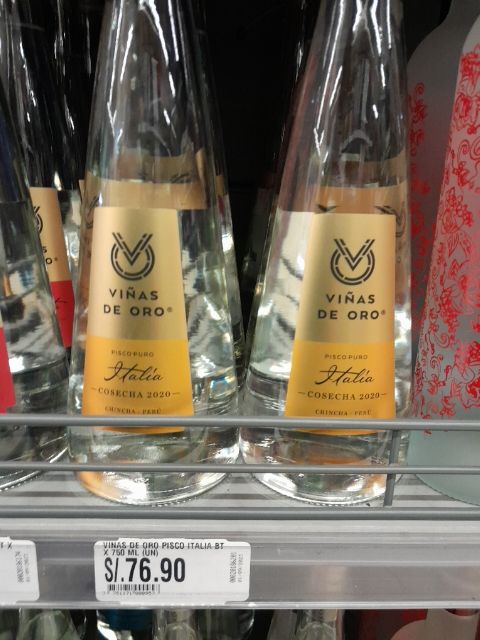 VIÑAS
DE ORO®
PISCO PURO
Italia
COSECHA 2020
CHINCHA - PERÚ
VIÑAS
DE ORO®
PISCO PURO
Italia
COSECHA 2020
CHINCHA - PERÚ
VINAS DE ORO PISCO ITALIA BT
X 750 ML (UN)
S/.76.90